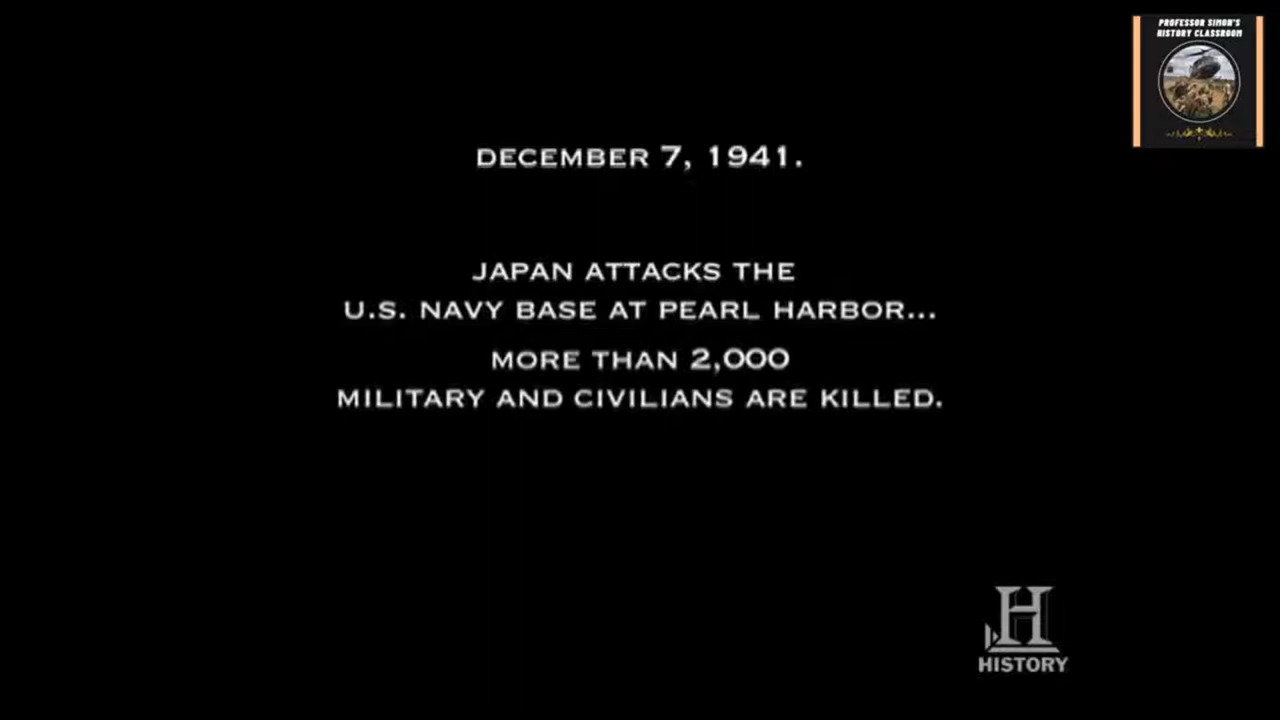 PROFESSOR SIMON'S
HISTORY CLASSROOM
DECEMBER 7, 1941.
JAPAN ATTACKS THE
U.S. NAVY BASE AT PEARL HARBOR...
MORE THAN 2,000
MILITARY AND CIVILIANS ARE KILLED.
H
HISTORY